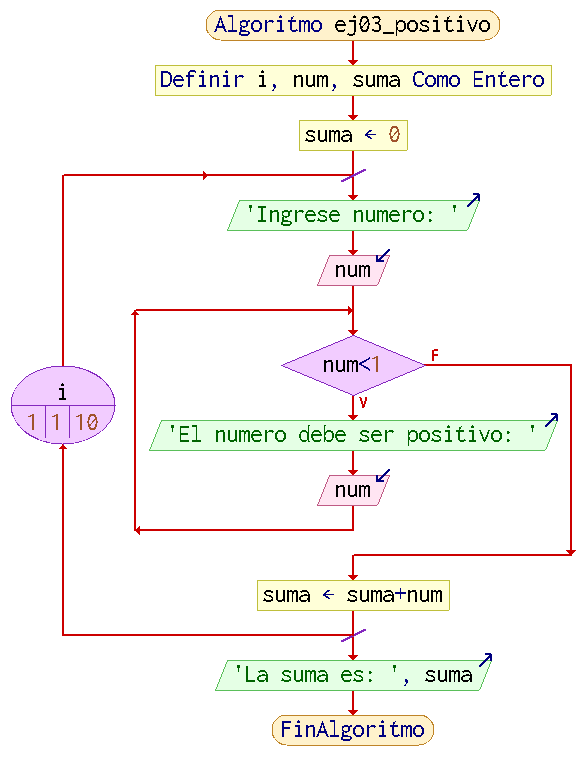 Algoritmo ej03_positivo
Definir i, num, suma Como Entero
suma ← 0
'Ingrese numero: '
num
num<1
F
V
i
1 1 10
'El numero debe ser positivo: '
num
suma ← suma+num
'La suma es: ', suma
FinAlgoritmo